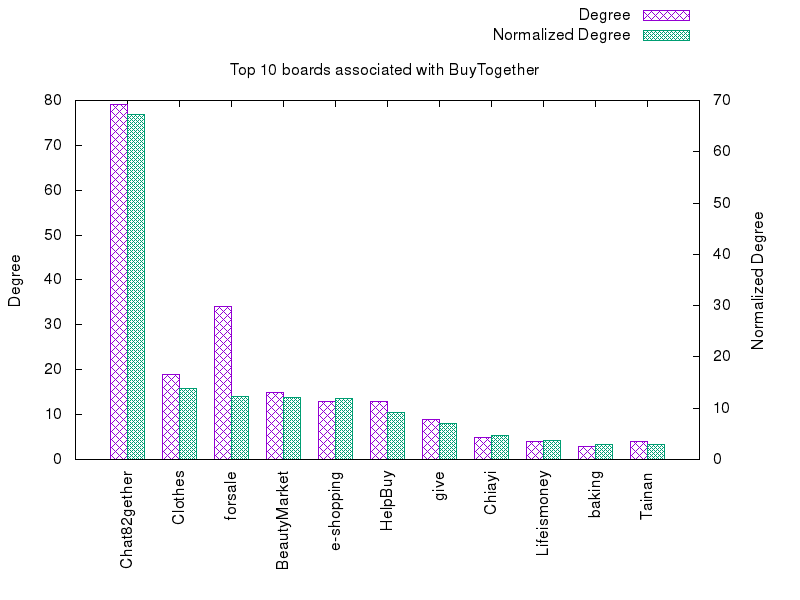 Degree
Normalized Degree
Top 10 boards associated with BuyTogether
80
70
60
50
40
30
20
10
0
70
60
50
40
30
20
10
0
Degree
Normalized Degree
Chat82gether
Clothes
forsale
BeautyMarket
e-shopping
HelpBuy
give
Chiayi
Lifeismoney
baking
Tainan